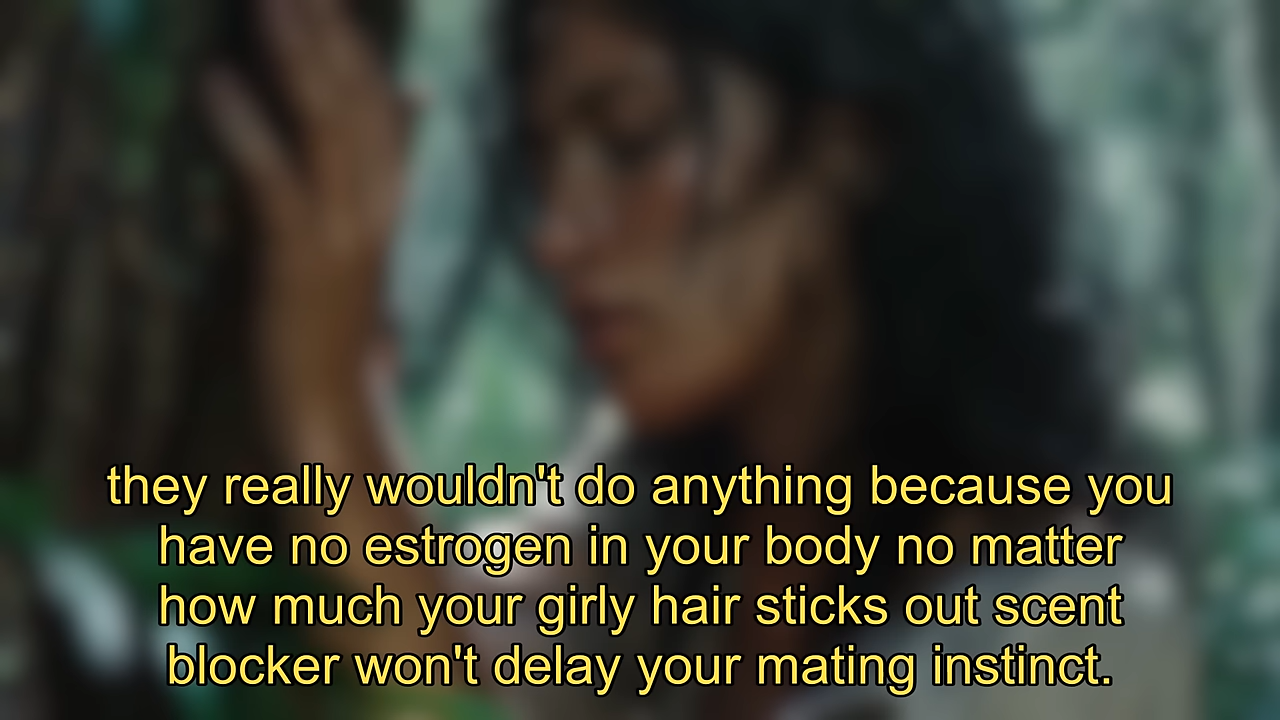 they really wouldn't do anything because you
have no estrogen in your body no matter
how much your girly hair sticks out scent
blocker won't delay your mating instinct.